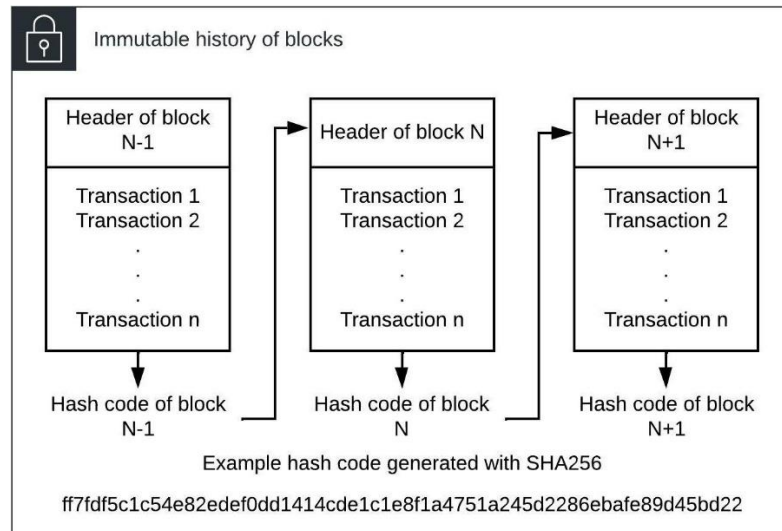 Immutable history of blocks
Header of block
N-1
Transaction 1
Transaction 2
.
.
.
Transaction n
Hash code of block
N-1
Header of block N
Transaction 1
Transaction 2
.
.
.
Transaction n
Hash code of block
N
Header of block
N+1
Transaction 1
Transaction 2
.
.
.
Transaction n
Hash code of block
N+1
Example hash code generated with SHA256
ff7fdf5c1c54e82edef0dd1414cde1c1e8f1a4751a245d2286ebafe89d45bd22